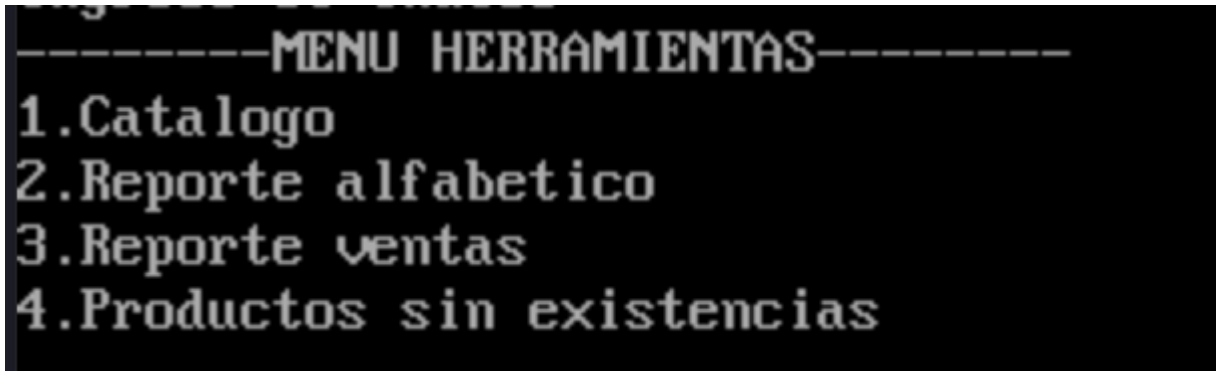 --------MENU HERRAMIENTAS--------
1.Catalogo
2.Reporte alfabetico
3.Reporte ventas
4.Productos sin existencias